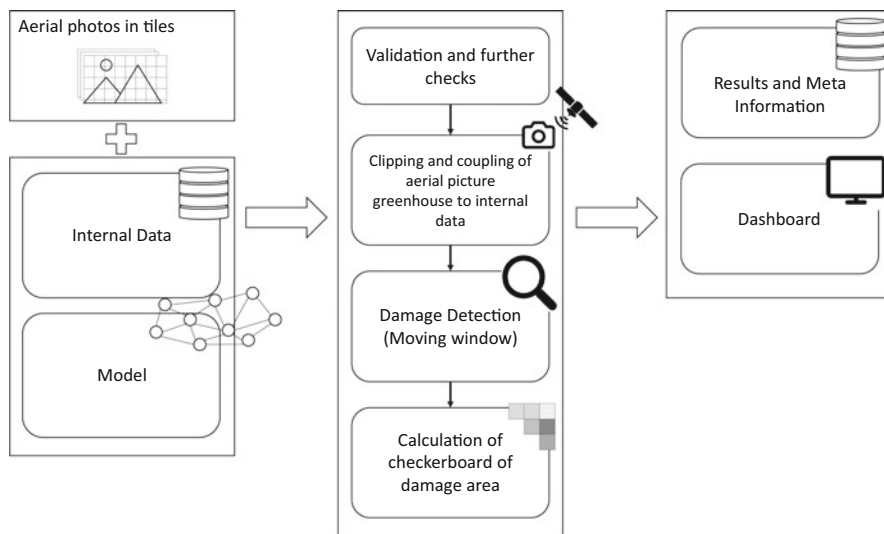 Aerial photos in tiles
Internal Data
Model
Validation and further
checks
Clipping and coupling of
aerial picture
greenhouse to internal
data
Damage Detection
(Moving window)
Calculation of
checkerboard of
damage area
Results and Meta
Information
Dashboard